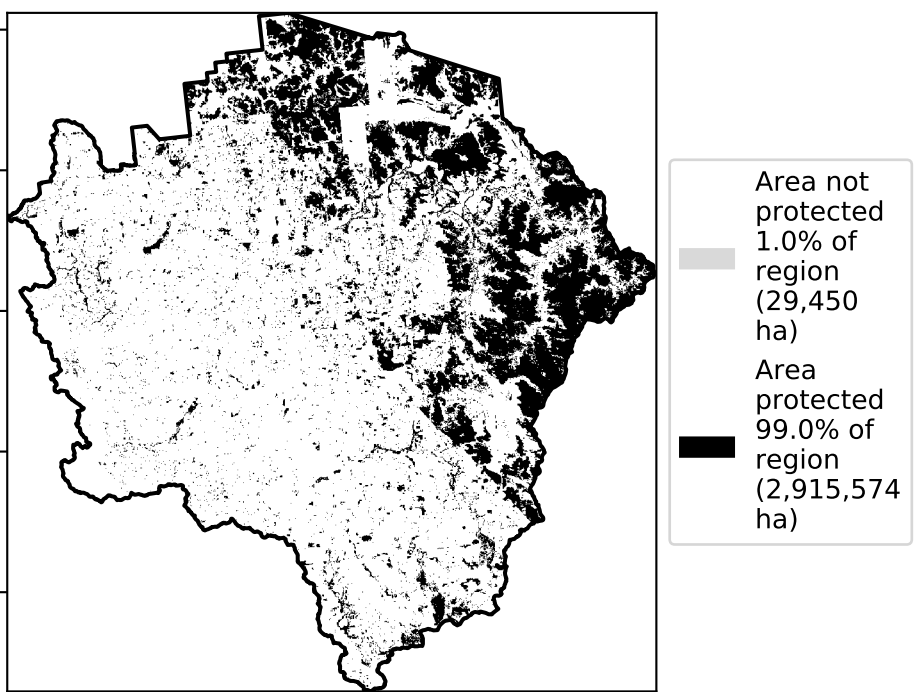 Area not
protected
1.0% of
region
(29,450
ha)
Area
protected
99.0% of
region
(2,915,574
ha)